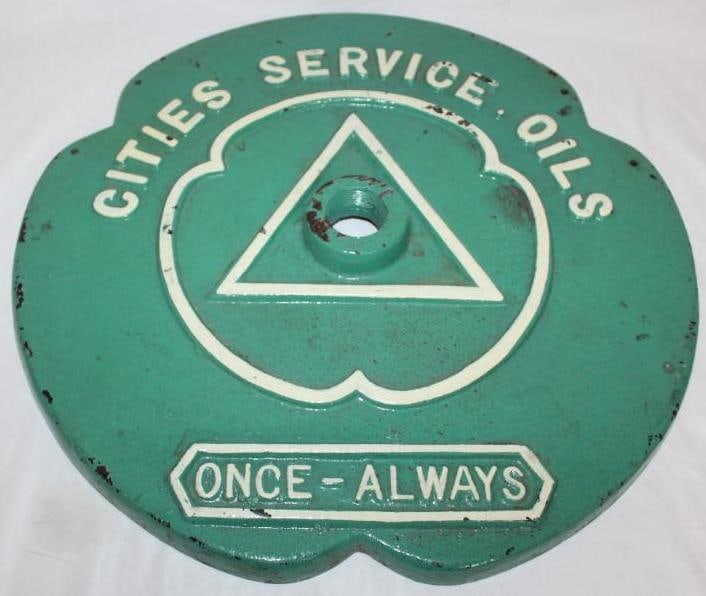 CITIES SERVICE. OILS
ONCE-ALWAYS